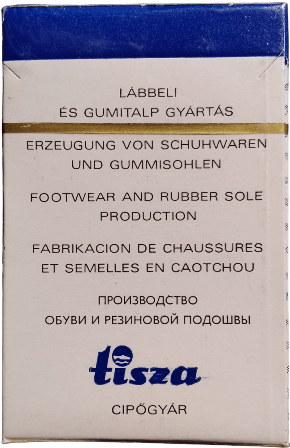 LÁBBELI
ÉS GUMITALP GYÁRTÁS
ERZEUGUNG VON SCHUHWAREN
UND GUMMISOHLEN
FOOTWEAR AND RUBBER SOLE
PRODUCTION
FABRIKACION DE CHAUSSURES
ET SEMELLES EN CAOTCHOU
ПРОИЗВОДСТВО
ОБУВИ И РЕЗИНОВОЙ ПОДОШВЫ
tisza
CIPŐGYÁR